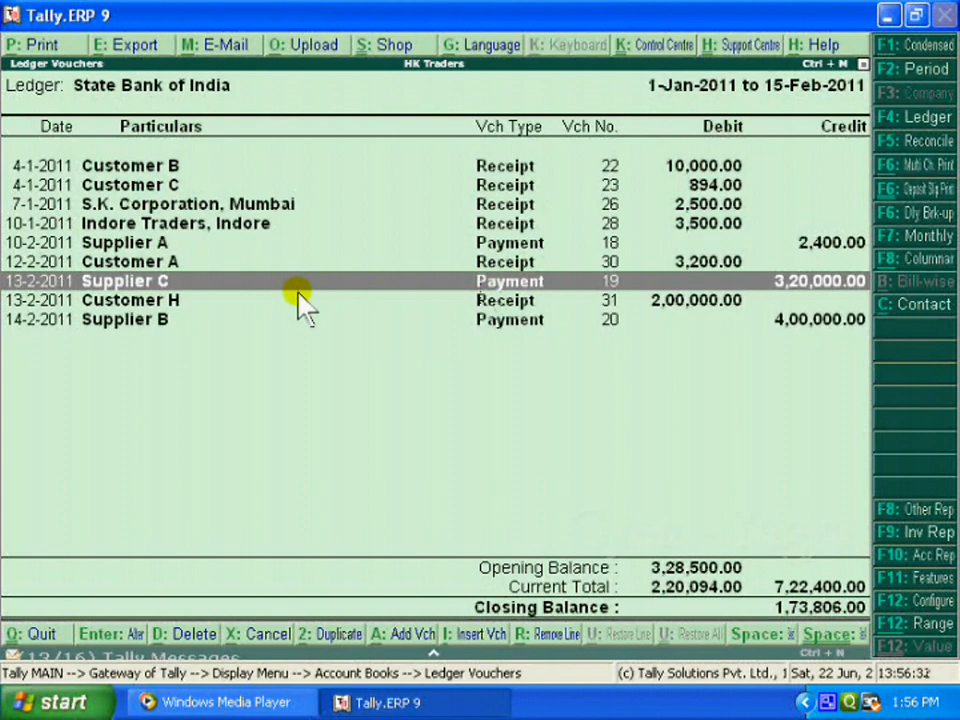 Tally.ERP 9
P: Print E: Export M: E-Mail O: Upload S: Shop G: Language K: Keyboard K: Control Centre H: Support Centre H: Help F1: Condensed
Ledger Vouchers HK Traders Ctrl + M
F2: Period
Ledger: State Bank of India 1-Jan-2011 to 15-Feb-2011
F3: Company
F4: Ledger
Date Particulars Vch Type Vch No. Debit Credit
F5: Reconcile
4-1-2011 Customer B Receipt 22 10,000.00
F6: Multi Ch. Print
4-1-2011 Customer C Receipt 23 894.00
F6: Deposit Slip Print
7-1-2011 S.K. Corporation, Mumbai Receipt 26 2,500.00
F6: Dly Brk-up
10-1-2011 Indore Traders, Indore Receipt 28 3,500.00
F7: Monthly
10-2-2011 Supplier A Payment 18 2,400.00
12-2-2011 Customer A Receipt 30 3,200.00
F8: Columnar
13-2-2011 Supplier C Payment 19 3,20,000.00
B: Bill-wise
13-2-2011 Customer H Receipt 31 2,00,000.00
C: Contact
14-2-2011 Supplier B Payment 20 4,00,000.00
F8: Other Rep
F9: Inv Rep
F10: Acc Rep
Opening Balance : 3,28,500.00
F11: Features
Current Total : 2,20,094.00 7,22,400.00
F12: Configure
Closing Balance : 1,73,806.00
F12: Range
Q: Quit Enter: Alter D: Delete X: Cancel 2: Duplicate A: Add Vch I: Insert Vch R: Remove Line U: Restore Line U: Restore All Space: Space:
F12: Value
(13/16) Tally Messages Ctrl + N
Tally MAIN --> Gateway of Tally --> Display Menu --> Account Books --> Ledger Vouchers (c) Tally Solutions Pvt. Ltd., 1 Sat, 22 Jun, 2 13:56:32
start Windows Media Player Tally.ERP 9 1:56 PM